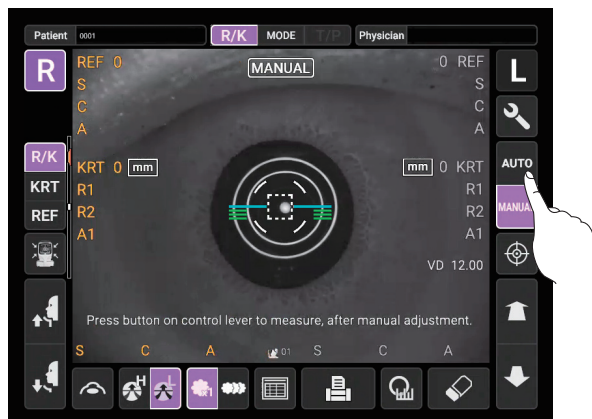 Patient 0001 R/K MODE T/P Physician
R REF 0 MANUAL 0 REF L
S S
C C
A A
R/K KRT 0 mm mm 0 KRT AUTO
KRT R1 R1
REF R2 R2 MANUAL
A1 A1
VD 12.00
Press button on control lever to measure, after manual adjustment.
S C A 01 S C A
H L R1